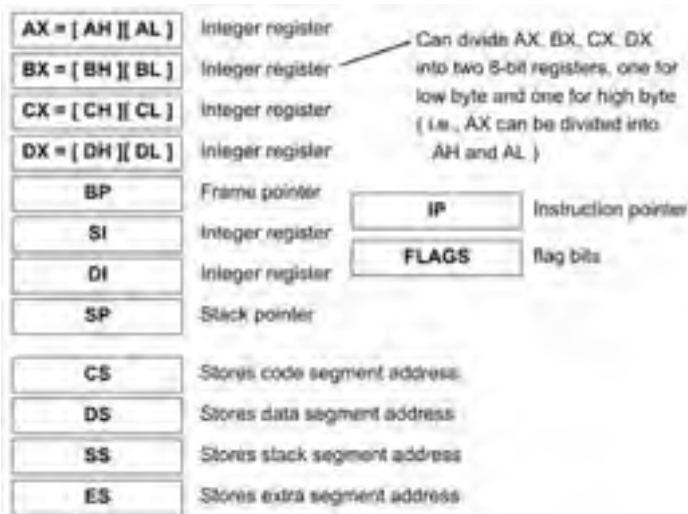 AX = [ AH ][ AL ] Integer register
BX = [ BH ][ BL ] Integer register
CX = [ CH ][ CL ] Integer register
DX = [ DH ][ DL ] Integer register
Can divide AX, BX, CX, DX
into two 8-bit registers, one for
low byte and one for high byte
( i.e., AX can be divided into
AH and AL )
BP Frame pointer
SI Integer register
DI Integer register
SP Stack pointer
IP Instruction pointer
FLAGS flag bits
CS Stores code segment address
DS Stores data segment address
SS Stores stack segment address
ES Stores extra segment address